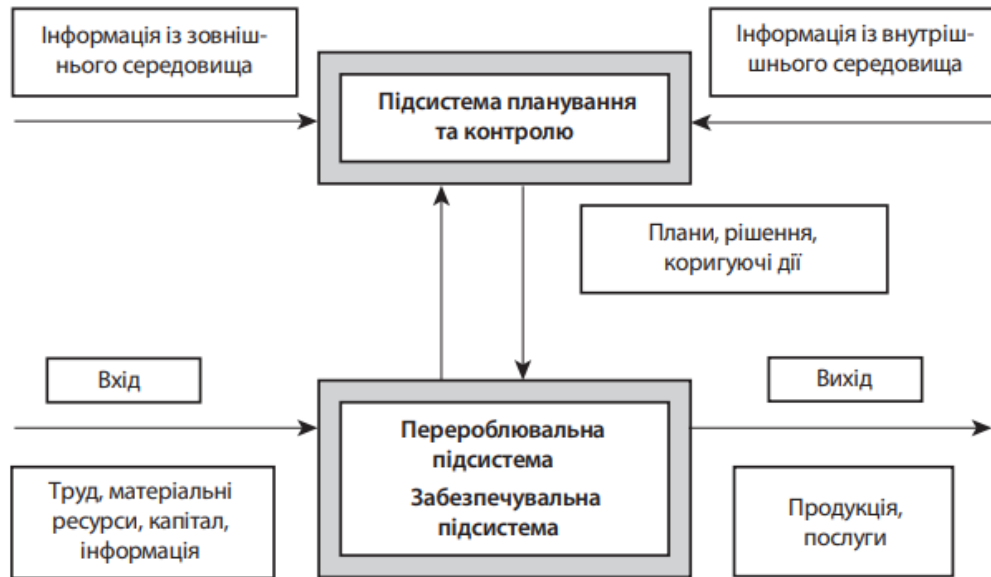 Інформація із зовніш-
нього середовища
Інформація із внутріш-
шнього середовища
Підсистема планування
та контролю
Плани, рішення,
коригуючі дії
Вхід
Вихід
Перероблювальна
підсистема
Забезпечувальна
підсистема
Труд, матеріальні
ресурси, капітал,
інформація
Продукція,
послуги